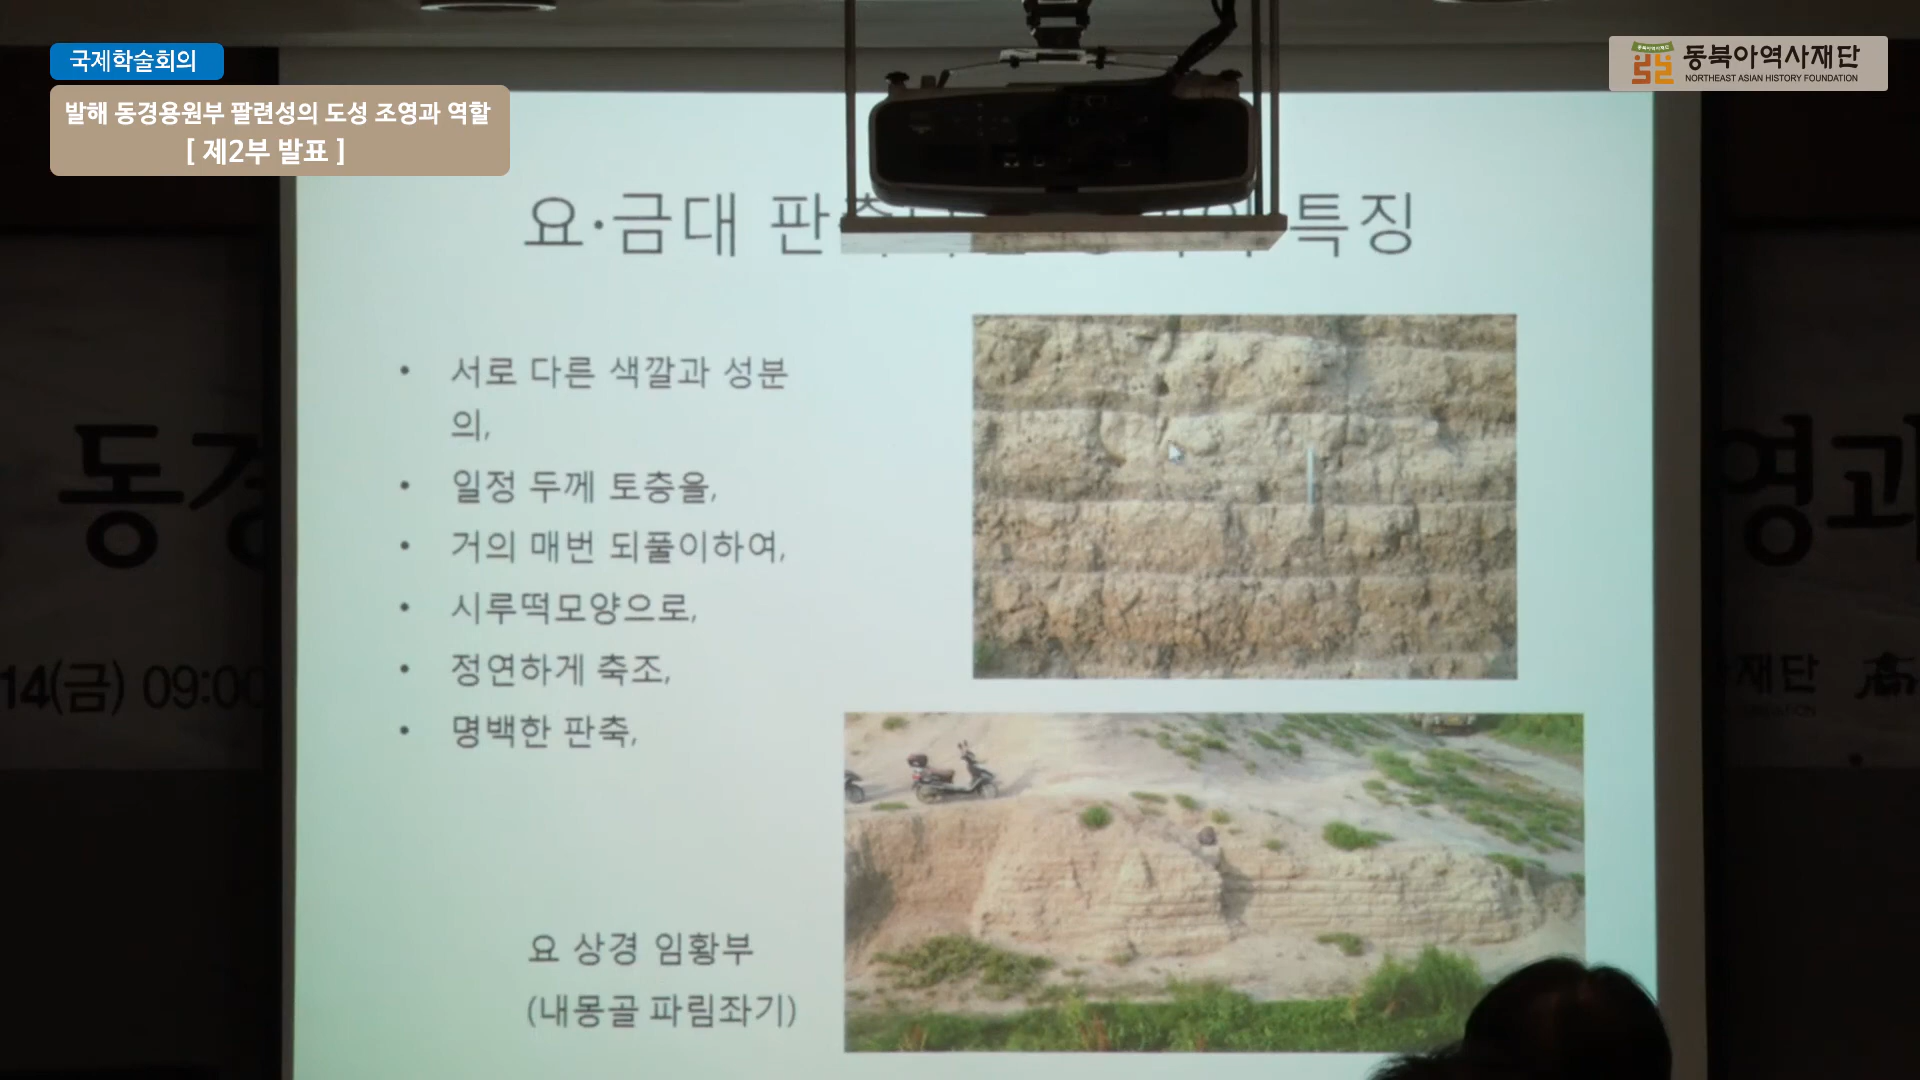 국제학술회의
발해 동경용원부 팔련성의 도성 조영과 역할
[ 제2부 발표 ]
동북아역사재단
NORTHEAST ASIAN HISTORY FOUNDATION
요·금대 판축 특징
• 서로 다른 색깔과 성분
의,
• 일정 두께 토층을,
• 거의 매번 되풀이하여,
• 시루떡모양으로,
• 정연하게 축조,
• 명백한 판축,
요 상경 임황부
(내몽골 파림좌기)
동경
영과
14(금) 09:00
재단 高